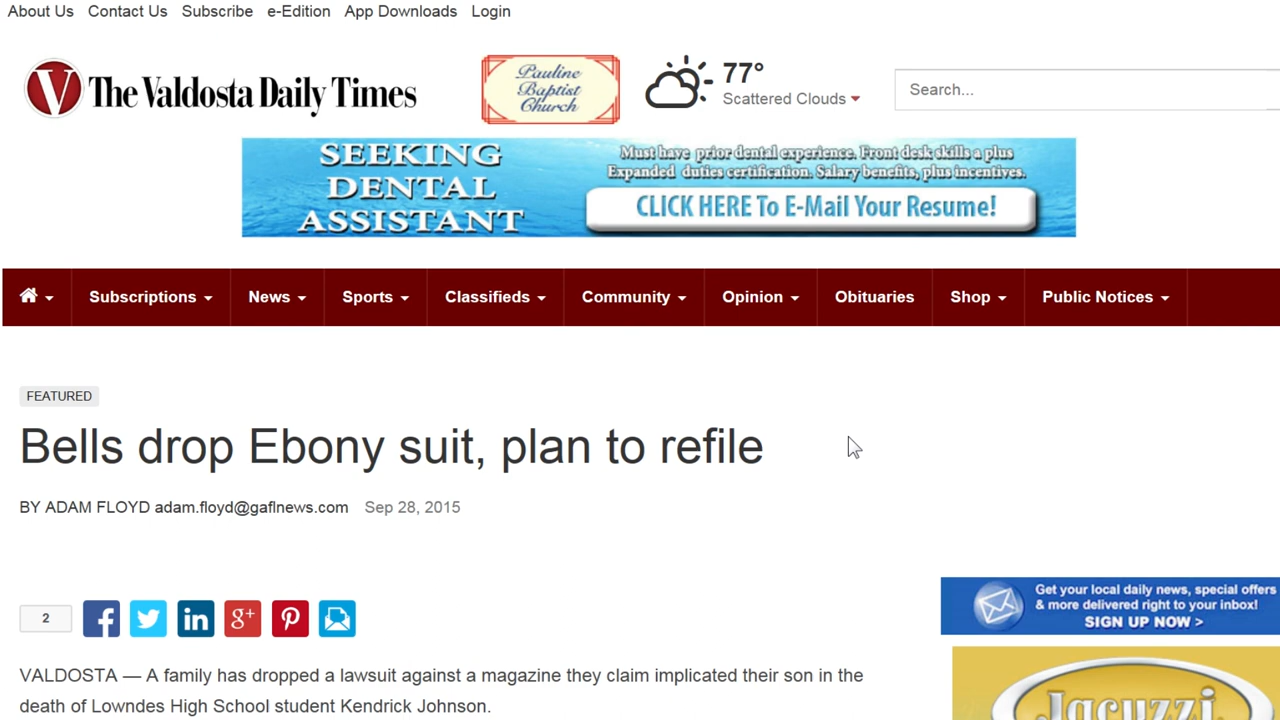 About Us Contact Us Subscribe e-Edition App Downloads Login
V The Valdosta Daily Times
Pauline
Baptist
Church
77°
Scattered Clouds
Search...
SEEKING
DENTAL
ASSISTANT
Must have prior dental experience. Front desk skills a plus
Expanded duties certification. Salary benefits, plus incentives.
CLICK HERE To E-Mail Your Resume!
Subscriptions News Sports Classifieds Community Opinion Obituaries Shop Public Notices
FEATURED
Bells drop Ebony suit, plan to refile
BY ADAM FLOYD adam.floyd@gaflnews.com Sep 28, 2015
2 f in g+
Get your local daily news, special offers
& more delivered right to your inbox!
SIGN UP NOW >
VALDOSTA — A family has dropped a lawsuit against a magazine they claim implicated their son in the
death of Lowndes High School student Kendrick Johnson.
Jacuzzi